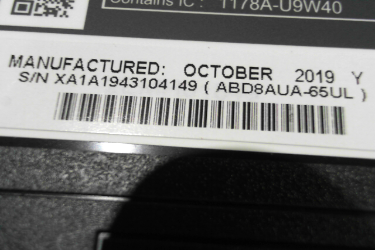 Contains IC : 1178A-U9W40
MANUFACTURED: OCTOBER 2019 Y
S/N XA1A1943104149 ( ABD8AUA-65UL )